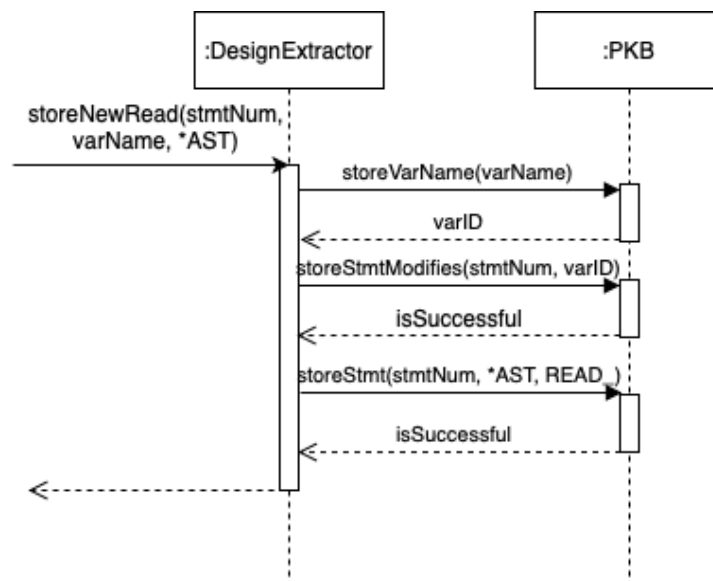 :DesignExtractor
:PKB
storeNewRead(stmtNum,
varName, *AST)
storeVarName(varName)
varID
storeStmtModifies(stmtNum, varID)
isSuccessful
storeStmt(stmtNum, *AST, READ_)
isSuccessful